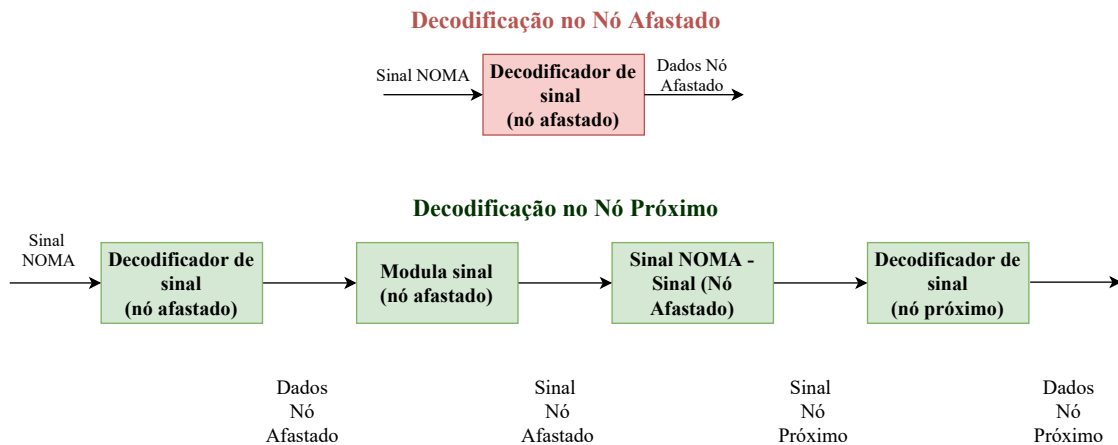 Decodificação no Nó Afastado
Sinal NOMA
Decodificador de
sinal
(nó afastado)
Dados Nó
Afastado
Decodificação no Nó Próximo
Sinal
NOMA
Decodificador de
sinal
(nó afastado)
Modula sinal
(nó afastado)
Sinal NOMA -
Sinal (Nó
Afastado)
Decodificador de
sinal
(nó próximo)
Dados
Nó
Afastado
Sinal
Nó
Afastado
Sinal
Nó
Próximo
Dados
Nó
Próximo